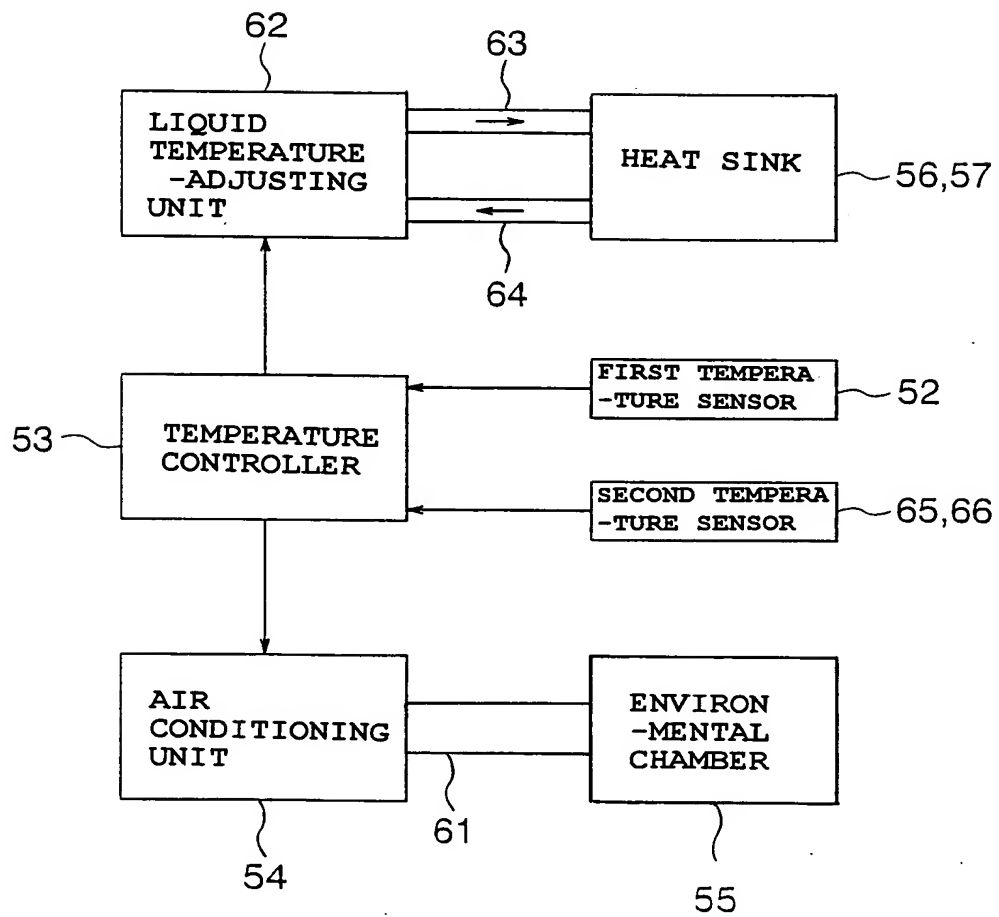 62
63
LIQUID
TEMPERATURE
-ADJUSTING
UNIT
HEAT SINK
56,57
64
FIRST TEMPERA
-TURE SENSOR
52
53
TEMPERATURE
CONTROLLER
SECOND TEMPERA
-TURE SENSOR
65,66
AIR
CONDITIONING
UNIT
ENVIRON
-MENTAL
CHAMBER
61
54
55